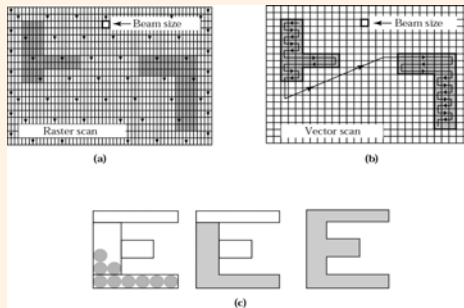 Beam size
Raster scan
(a)
Beam size
Vector scan
(b)
(c)